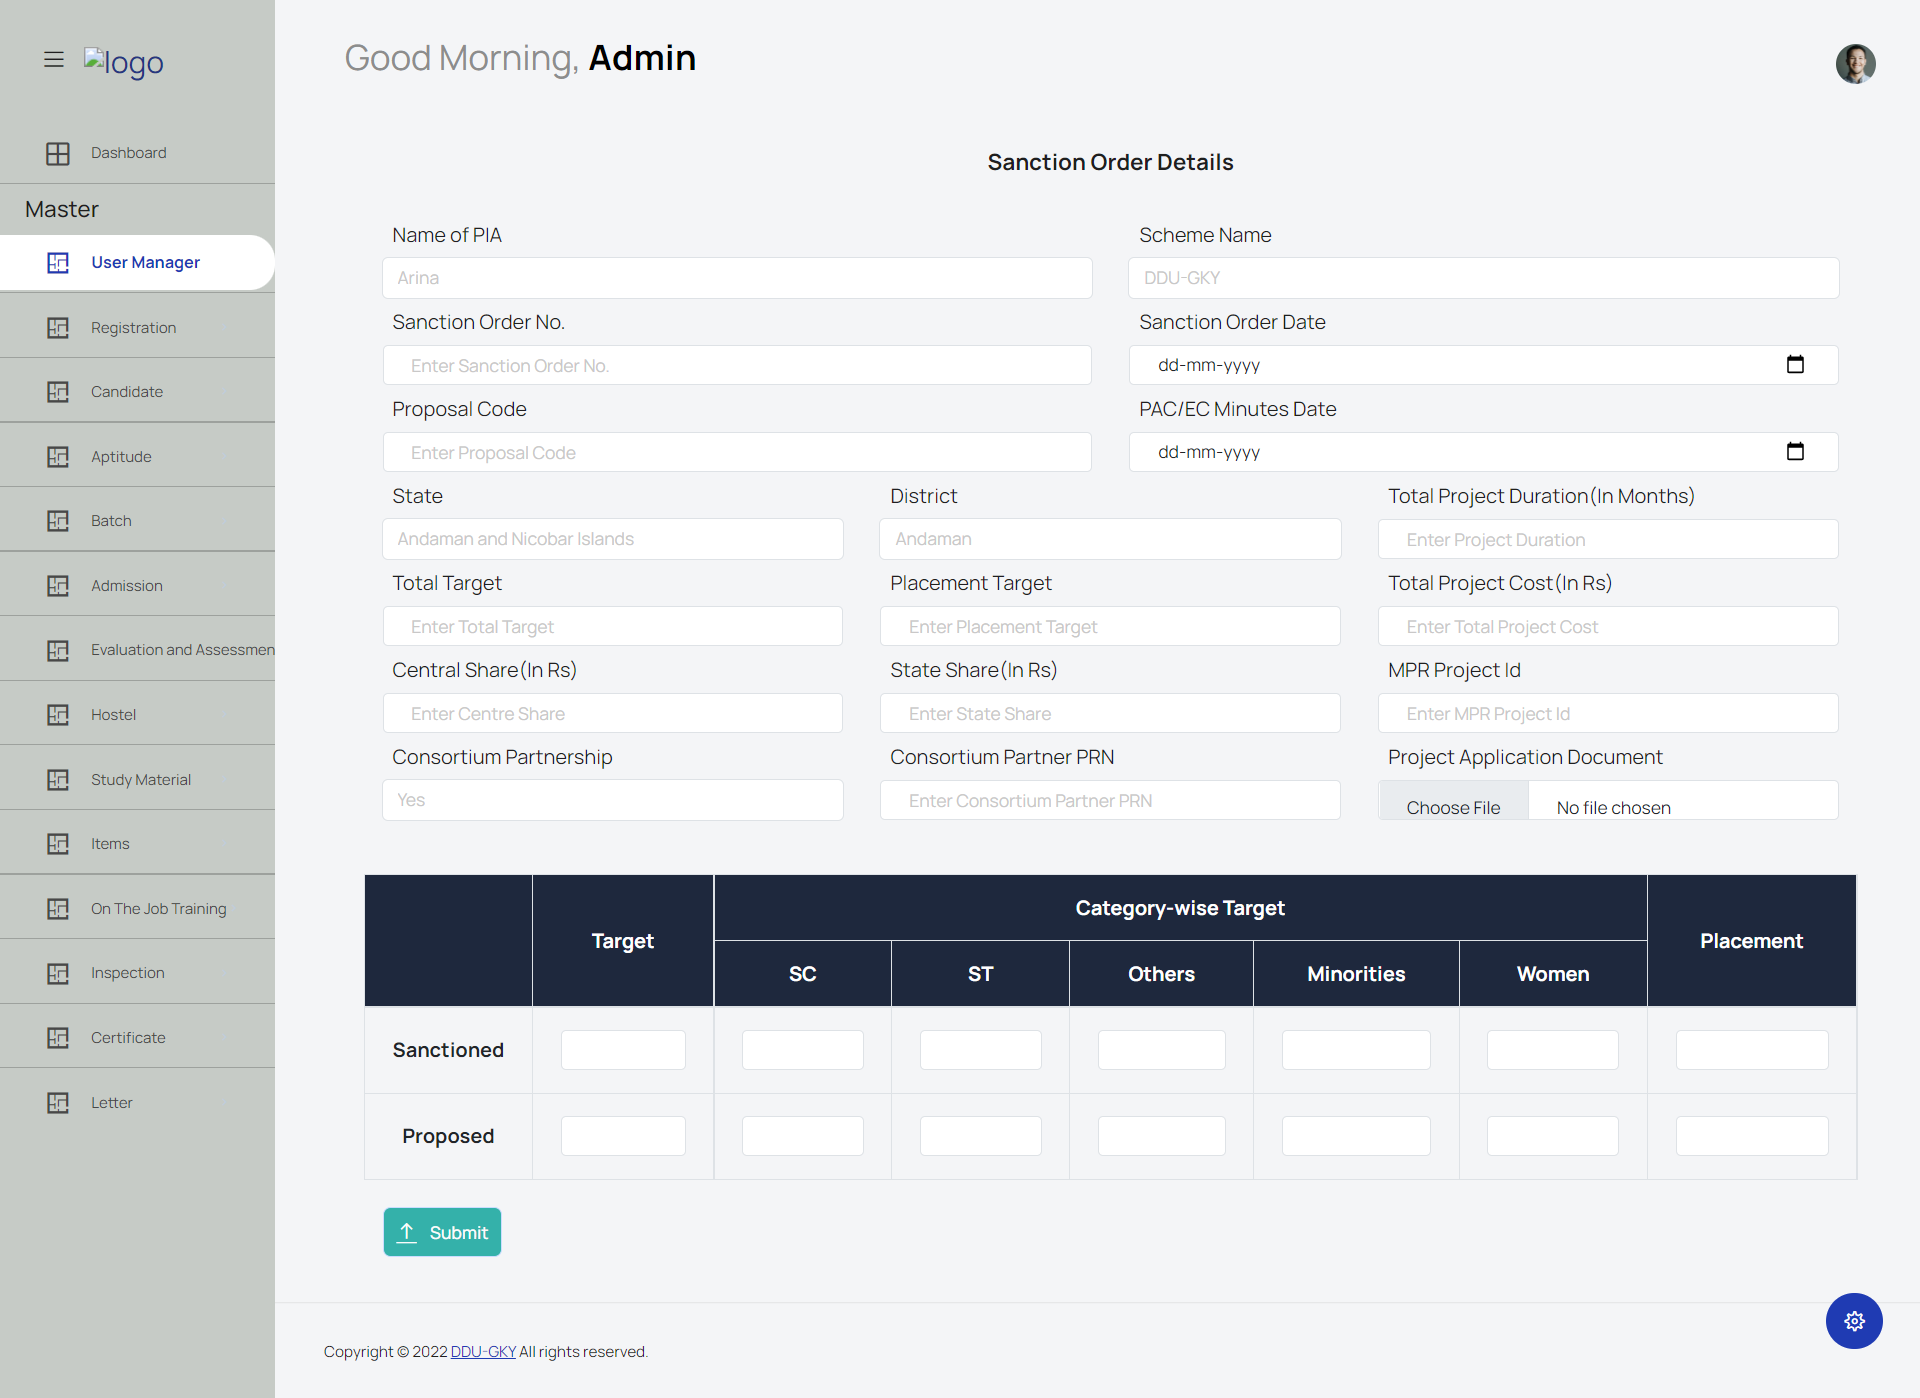 logo
Good Morning, Admin
Dashboard
Master
User Manager
Registration
Candidate
Aptitude
Batch
Admission
Evaluation and Assessmen
Hostel
Study Material
Items
On The Job Training
Inspection
Certificate
Letter
Sanction Order Details
Name of PIA
Scheme Name
Arina
DDU-GKY
Sanction Order No.
Sanction Order Date
Enter Sanction Order No.
dd-mm-yyyy
Proposal Code
PAC/EC Minutes Date
Enter Proposal Code
dd-mm-yyyy
State
District
Total Project Duration(In Months)
Andaman and Nicobar Islands
Andaman
Enter Project Duration
Total Target
Placement Target
Total Project Cost(In Rs)
Enter Total Target
Enter Placement Target
Enter Total Project Cost
Central Share(In Rs)
State Share(In Rs)
MPR Project Id
Enter Centre Share
Enter State Share
Enter MPR Project Id
Consortium Partnership
Consortium Partner PRN
Project Application Document
Yes
Enter Consortium Partner PRN
Choose File
No file chosen
Target
Category-wise Target
Placement
SC
ST
Others
Minorities
Women
Sanctioned
Proposed
Submit
Copyright © 2022 DDU-GKY All rights reserved.